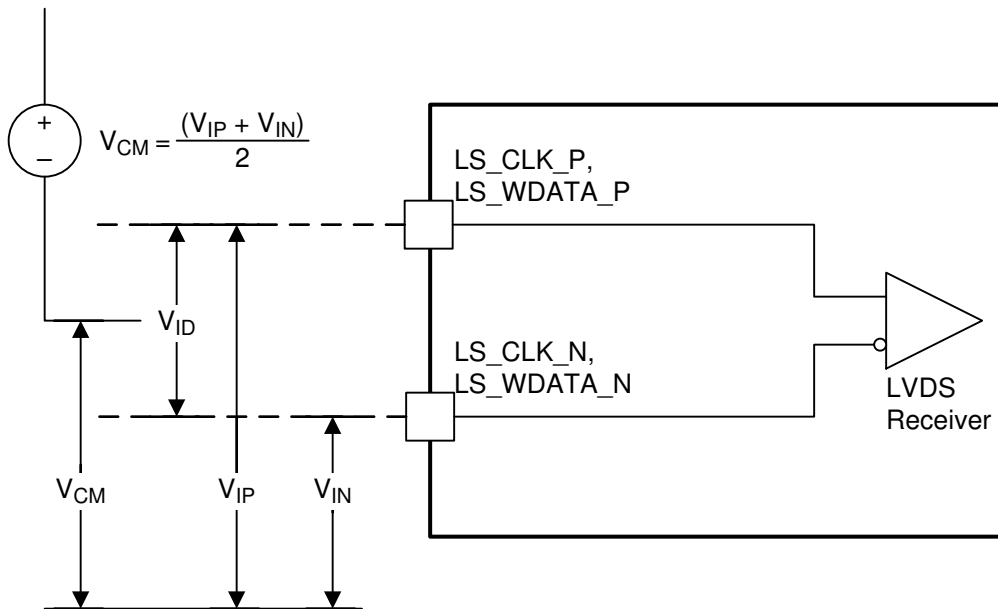 +
–
V_CM = (V_IP + V_IN)
2
LS_CLK_P,
LS_WDATA_P
V_ID
LS_CLK_N,
LS_WDATA_N
LVDS
Receiver
V_CM
V_IP
V_IN